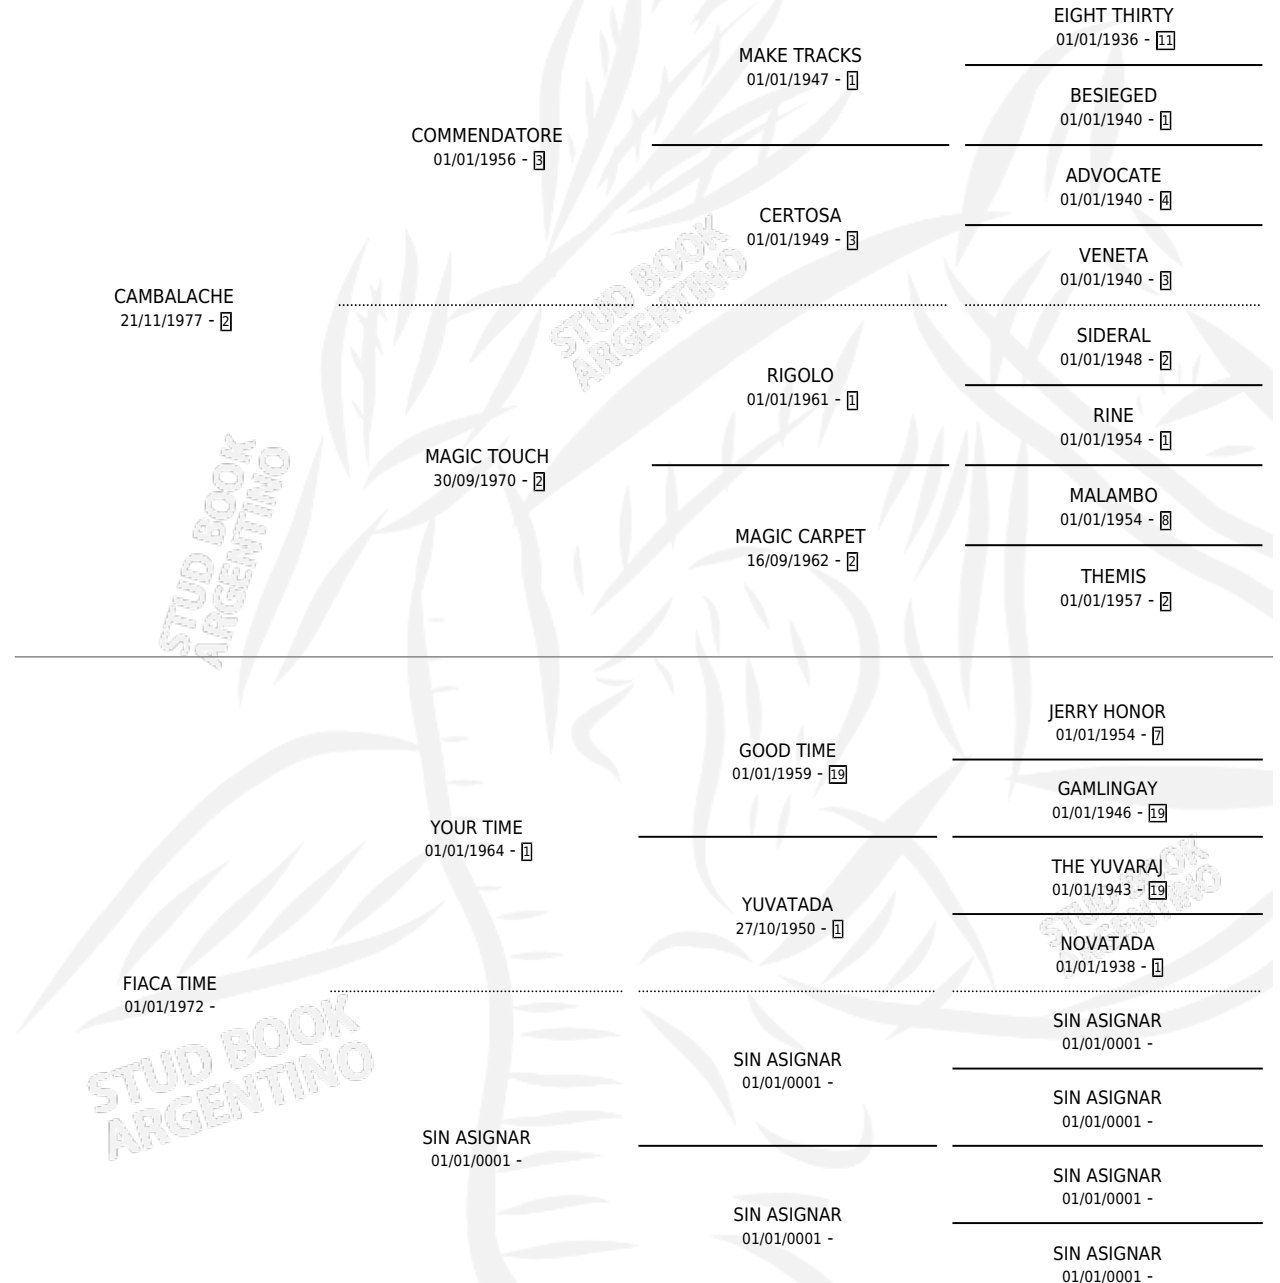 EIGHT THIRTY
01/01/1936 - 11
MAKE TRACKS
01/01/1947 - 1
BESIEGED
01/01/1940 - 1
COMMENDATORE
01/01/1956 - 3
ADVOCATE
01/01/1940 - 4
CERTOSA
01/01/1949 - 3
VENETA
01/01/1940 - 3
CAMBALACHE
21/11/1977 - 2
SIDERAL
01/01/1948 - 2
RIGOLO
01/01/1961 - 1
RINE
01/01/1954 - 1
MAGIC TOUCH
30/09/1970 - 2
MALAMBO
01/01/1954 - 8
MAGIC CARPET
16/09/1962 - 2
THEMIS
01/01/1957 - 2
JERRY HONOR
01/01/1954 - 7
GOOD TIME
01/01/1959 - 19
GAMLINGAY
01/01/1946 - 19
YOUR TIME
01/01/1964 - 1
THE YUVARAJ
01/01/1943 - 19
YUVATADA
27/10/1950 - 1
NOVATADA
01/01/1938 - 1
FIACA TIME
01/01/1972 -
SIN ASIGNAR
01/01/0001 -
SIN ASIGNAR
01/01/0001 -
SIN ASIGNAR
01/01/0001 -
SIN ASIGNAR
01/01/0001 -
SIN ASIGNAR
01/01/0001 -
SIN ASIGNAR
01/01/0001 -
SIN ASIGNAR
01/01/0001 -
STUD BOOK
ARGENTINO
STUD BOOK
ARGENTINO
STUD BOOK
ARGENTINO
STUD BOOK
ARGENTINO